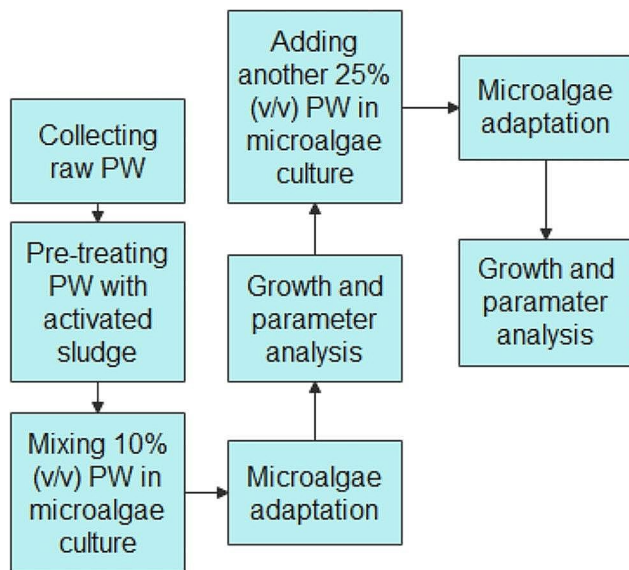 Collecting
raw PW
Pre-treating
PW with
activated
sludge
Mixing 10%
(v/v) PW in
microalgae
culture
Microalgae
adaptation
Growth and
parameter
analysis
Adding
another 25%
(v/v) PW in
microalgae
culture
Microalgae
adaptation
Growth and
paramater
analysis